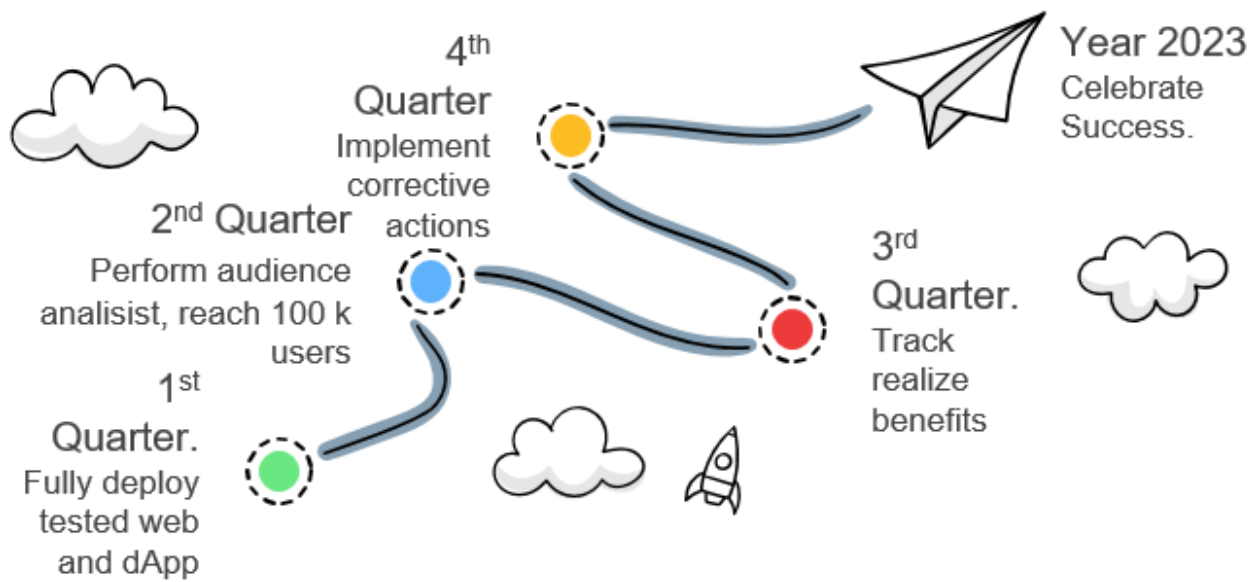 4th
Quarter
Implement
corrective
actions
Year 2023
Celebrate
Success.
2nd Quarter
Perform audience
analisist, reach 100 k
users
3rd
Quarter.
Track
realize
benefits
1st
Quarter.
Fully deploy
tested web
and dApp